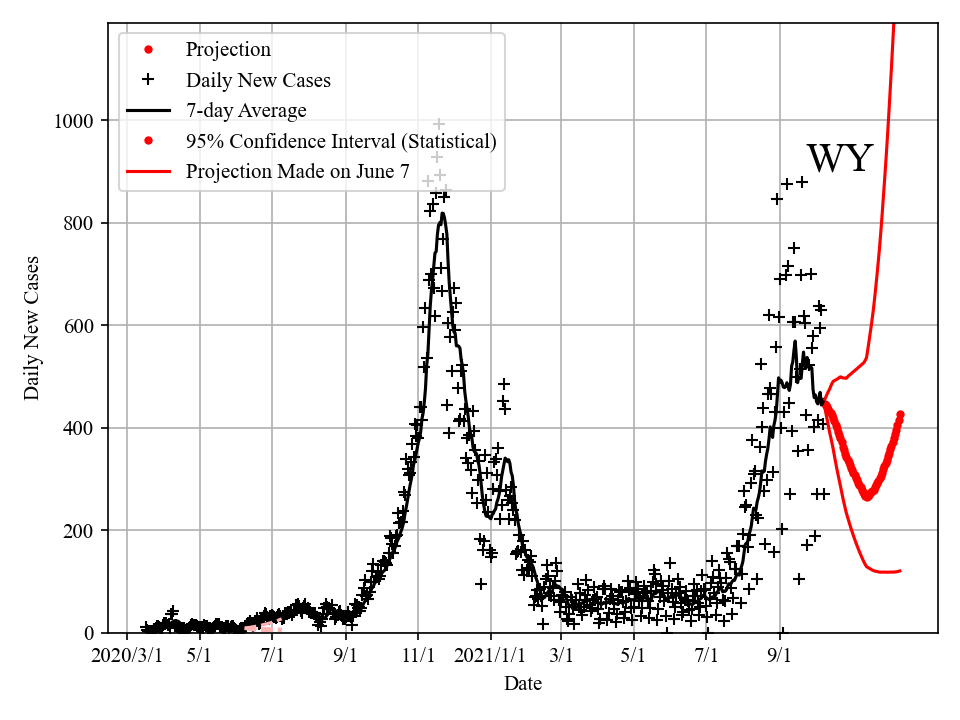 Projection
Daily New Cases
7-day Average
95% Confidence Interval (Statistical)
Projection Made on June 7
WY
Daily New Cases
1000
800
600
400
200
0
2020/3/1 5/1 7/1 9/1 11/1 2021/1/1 3/1 5/1 7/1 9/1
Date